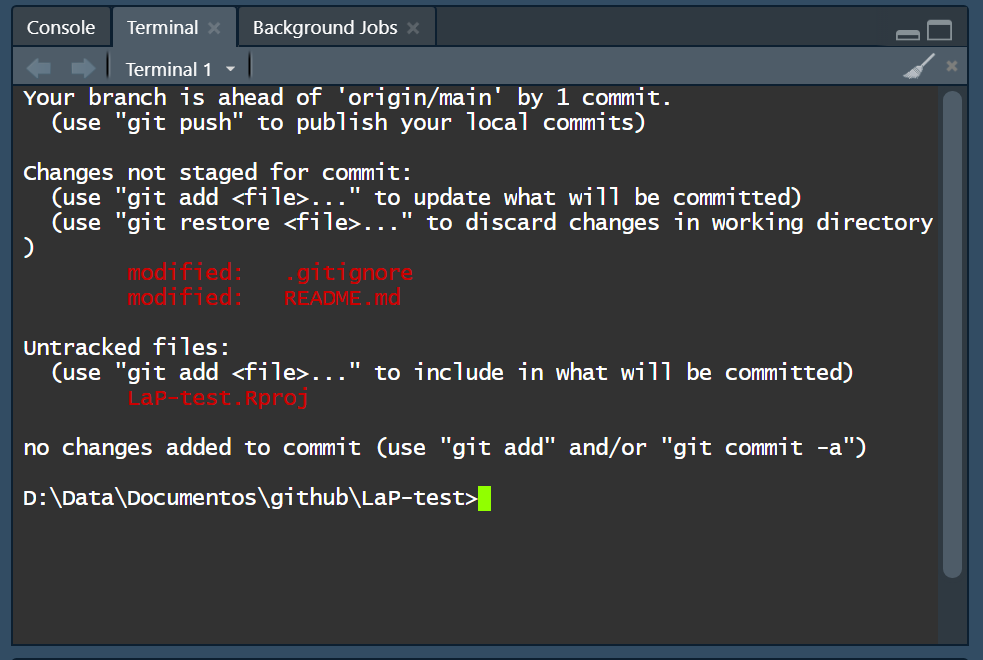 Console Terminal Background Jobs
Terminal 1
Your branch is ahead of 'origin/main' by 1 commit.
(use "git push" to publish your local commits)
Changes not staged for commit:
(use "git add <file>..." to update what will be committed)
(use "git restore <file>..." to discard changes in working directory
)
modified: .gitignore
modified: README.md
Untracked files:
(use "git add <file>..." to include in what will be committed)
LaP-test.Rproj
no changes added to commit (use "git add" and/or "git commit -a")
D:\Data\Documentos\github\LaP-test>